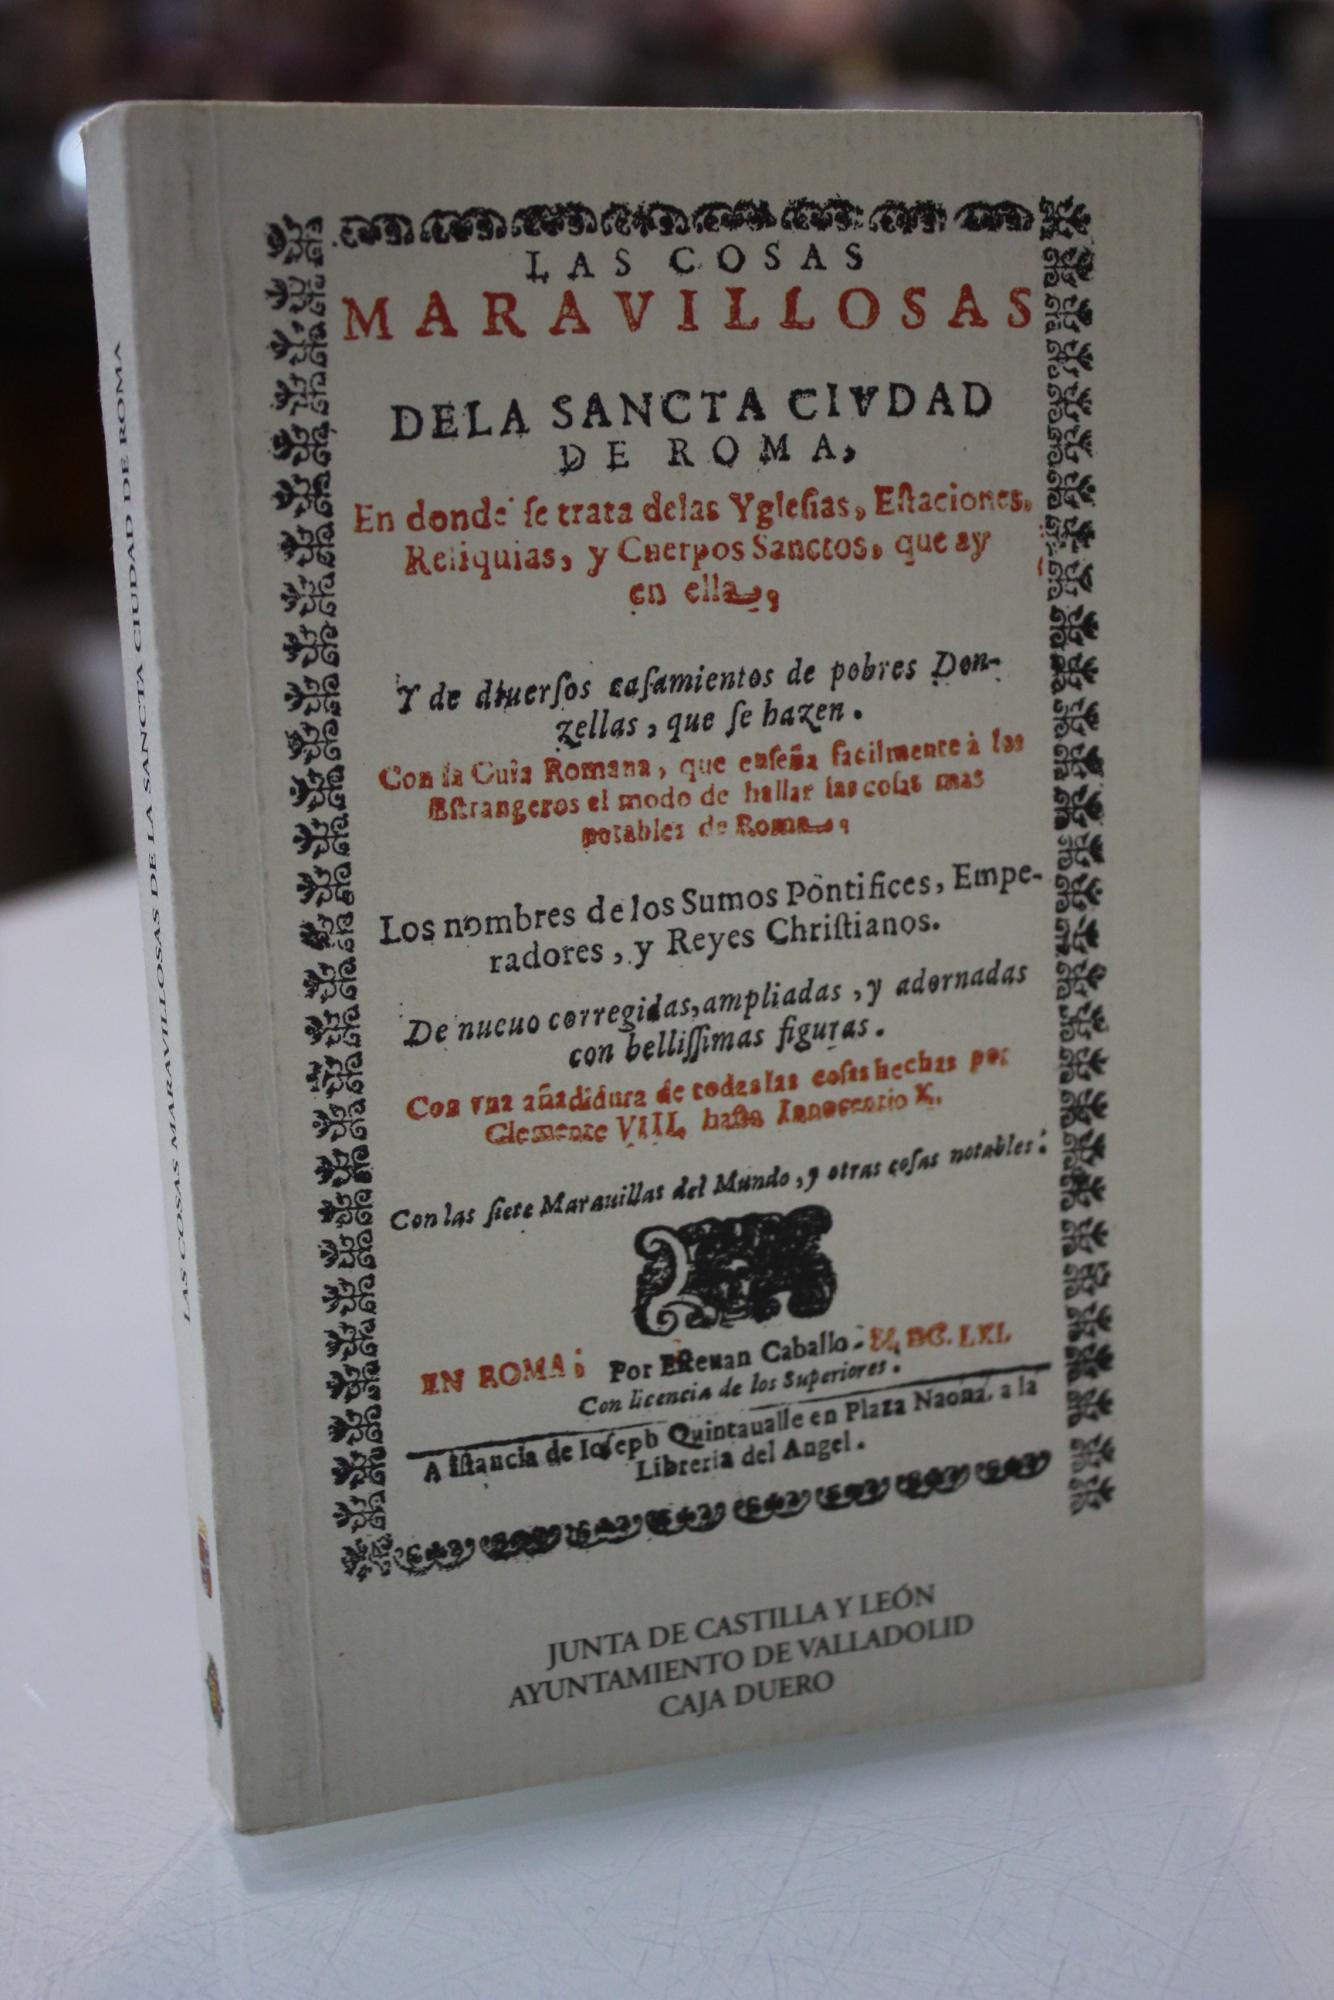 LAS COSAS
MARAVILLOSAS
DELA SANCTA CIVDAD
DE ROMA,
En donde ſe trata delas Ygleſias, Eſtaciones,
Reliquias, y Cuerpos Sanctos, que ay
en ella,
Y de diuerſos caſamientos de pobres Don-
zellas, que ſe hazen.
Con la Guia Romana, que enſeña facilmente à los
Eſtrangeros el modo de hallar las coſas mas
notables de Roma,
Los nombres de los Sumos Pontifices, Empe-
radores, y Reyes Chriſtianos.
De nueuo corregidas, ampliadas, y adornadas
con belliſſimas figuras.
Con vna añadidura de todas las coſas hechas por
Clemente VIII, haſta Innocentio X.
Con las ſiete Marauillas del Mundo, y otras coſas notables.
EN ROMA; Por Eſteuan Caballo. M. DC. LXI.
Con licencia de los Superiores.
A iſtancia de Ioſeph Quintaualle en Plaza Naona, a la
Libreria del Angel.
JUNTA DE CASTILLA Y LEÓN
AYUNTAMIENTO DE VALLADOLID
CAJA DUERO
LAS COSAS MARAVILLOSAS DE LA SANCTA CIUDAD DE ROMA